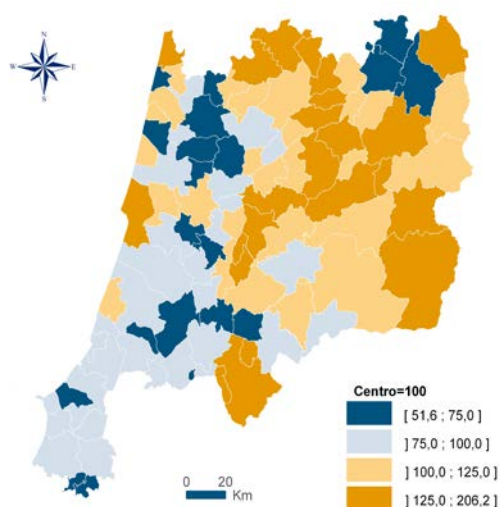 N
W E
S
Centro=100
[ 51,6 ; 75,0 ]
] 75,0 ; 100,0 ]
] 100,0 ; 125,0 ]
] 125,0 ; 206,2 ]
0 20
Km